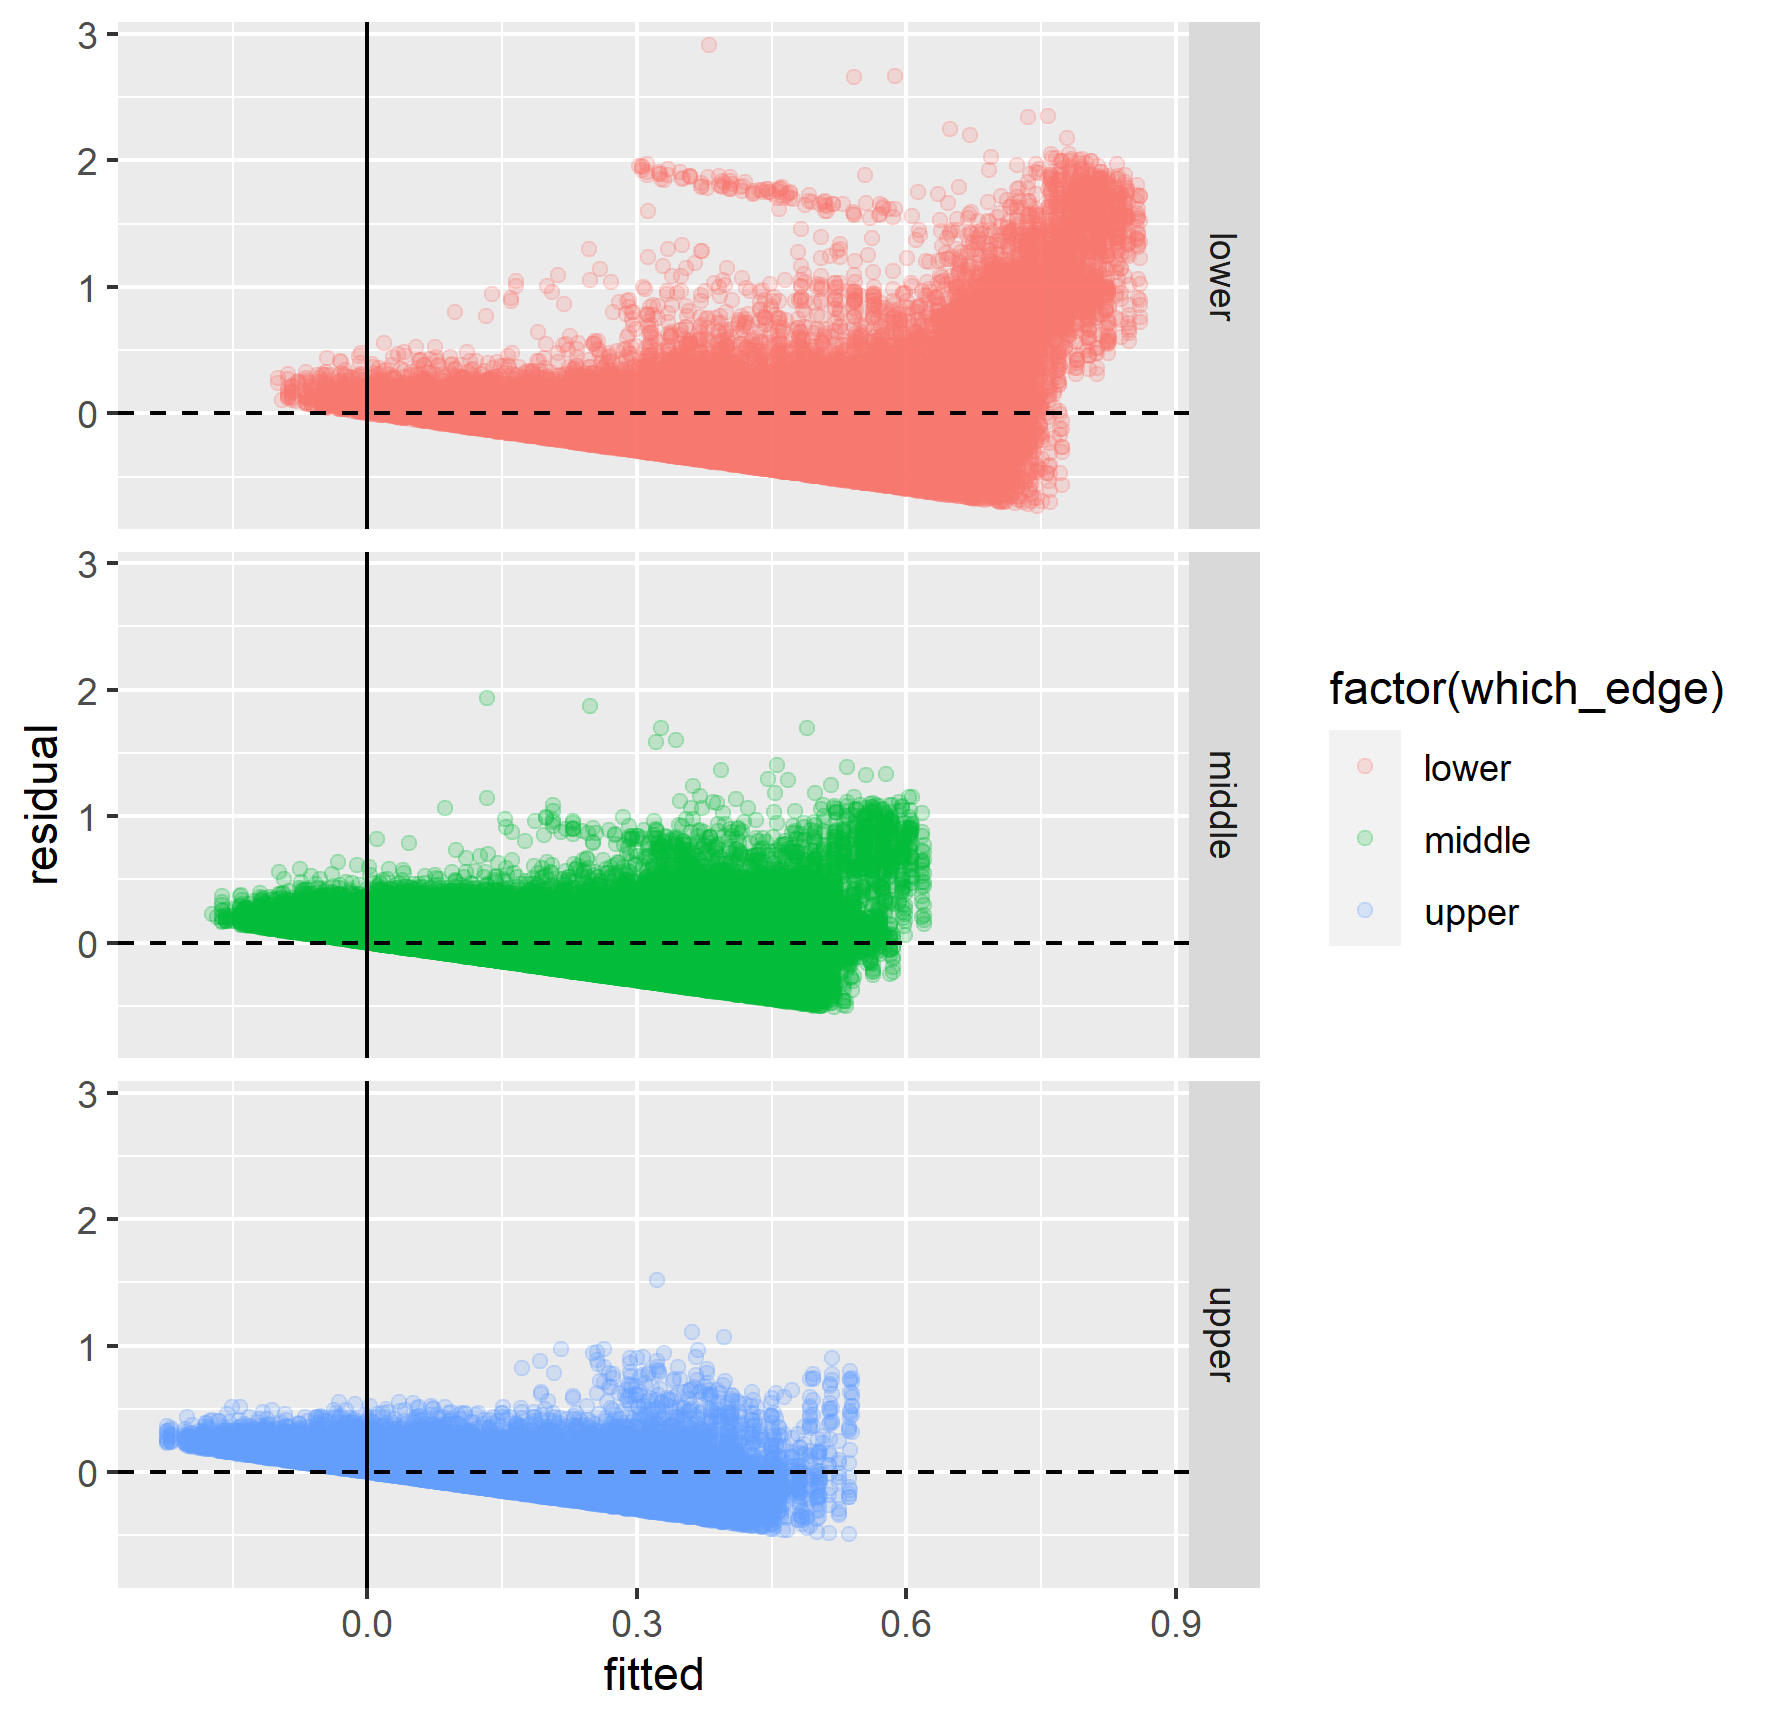 residual
3
2
1
0
lower
3
2
1
0
middle
3
2
1
0
upper
0.0 0.3 0.6 0.9
fitted
factor(which_edge)
lower
middle
upper